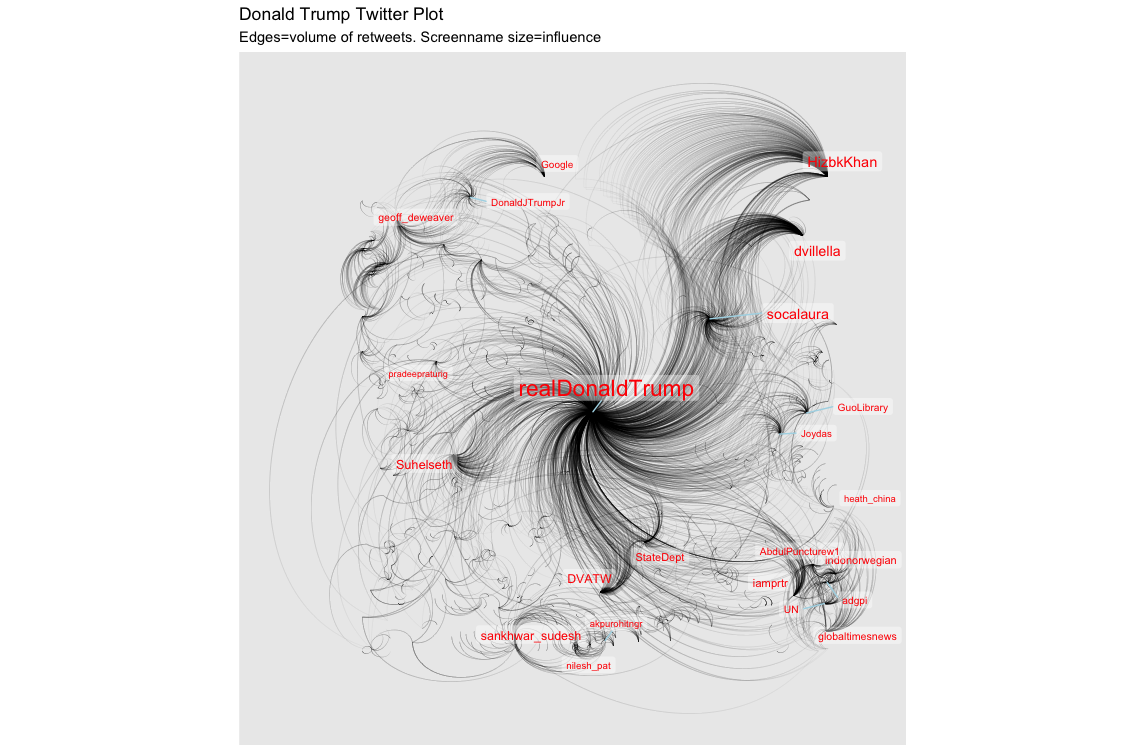 Donald Trump Twitter Plot
Edges=volume of retweets. Screenname size=influence
HizbkKhan
Google
DonaldJTrumpJr
geoff_deweaver
dvillella
socalaura
pradeepratung
realDonaldTrump
GuoLibrary
Joydas
Suhelseth
heath_china
AbdulPoncturew1
StateDept
indonorwegian
DVATW
iamprtr
adgpi
UN
akpurohitngr
sankhwar_sudesh
globaltimesnews
nilesh_pat